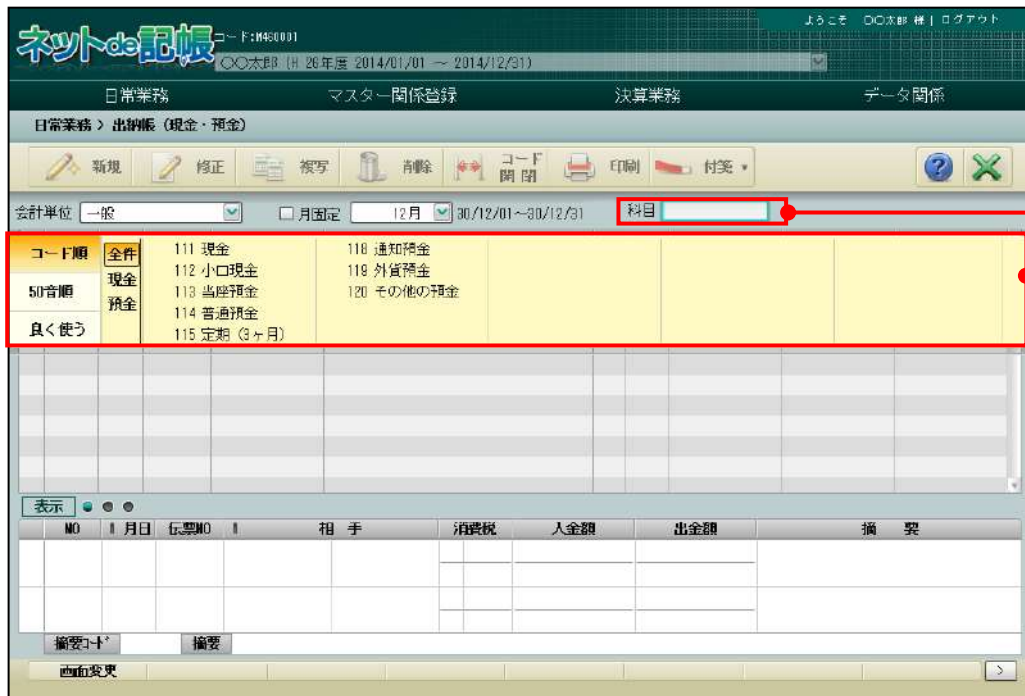 ようこそ 〇〇太郎 様 | ログアウト
ネットde記帳
コード:M460001
〇〇太郎 (H 26年度 2014/01/01 ～ 2014/12/31)
日常業務 マスター関係登録 決算業務 データ関係
日常業務 > 出納帳（現金・預金）
新規 修正 複写 削除 コード開閉 印刷 付箋
会計単位 一般 月固定 12月 30/12/01～30/12/31 科目
コード順 全件 111 現金 118 通知預金
112 小口現金 119 外貨預金
現金
50音順 113 当座預金 120 その他の預金
預金
114 普通預金
良く使う 115 定期（3ヶ月）
表示
NO 月日 伝票NO 相 手 消費税 入金額 出金額 摘 要
摘要コード 摘要
画面変更